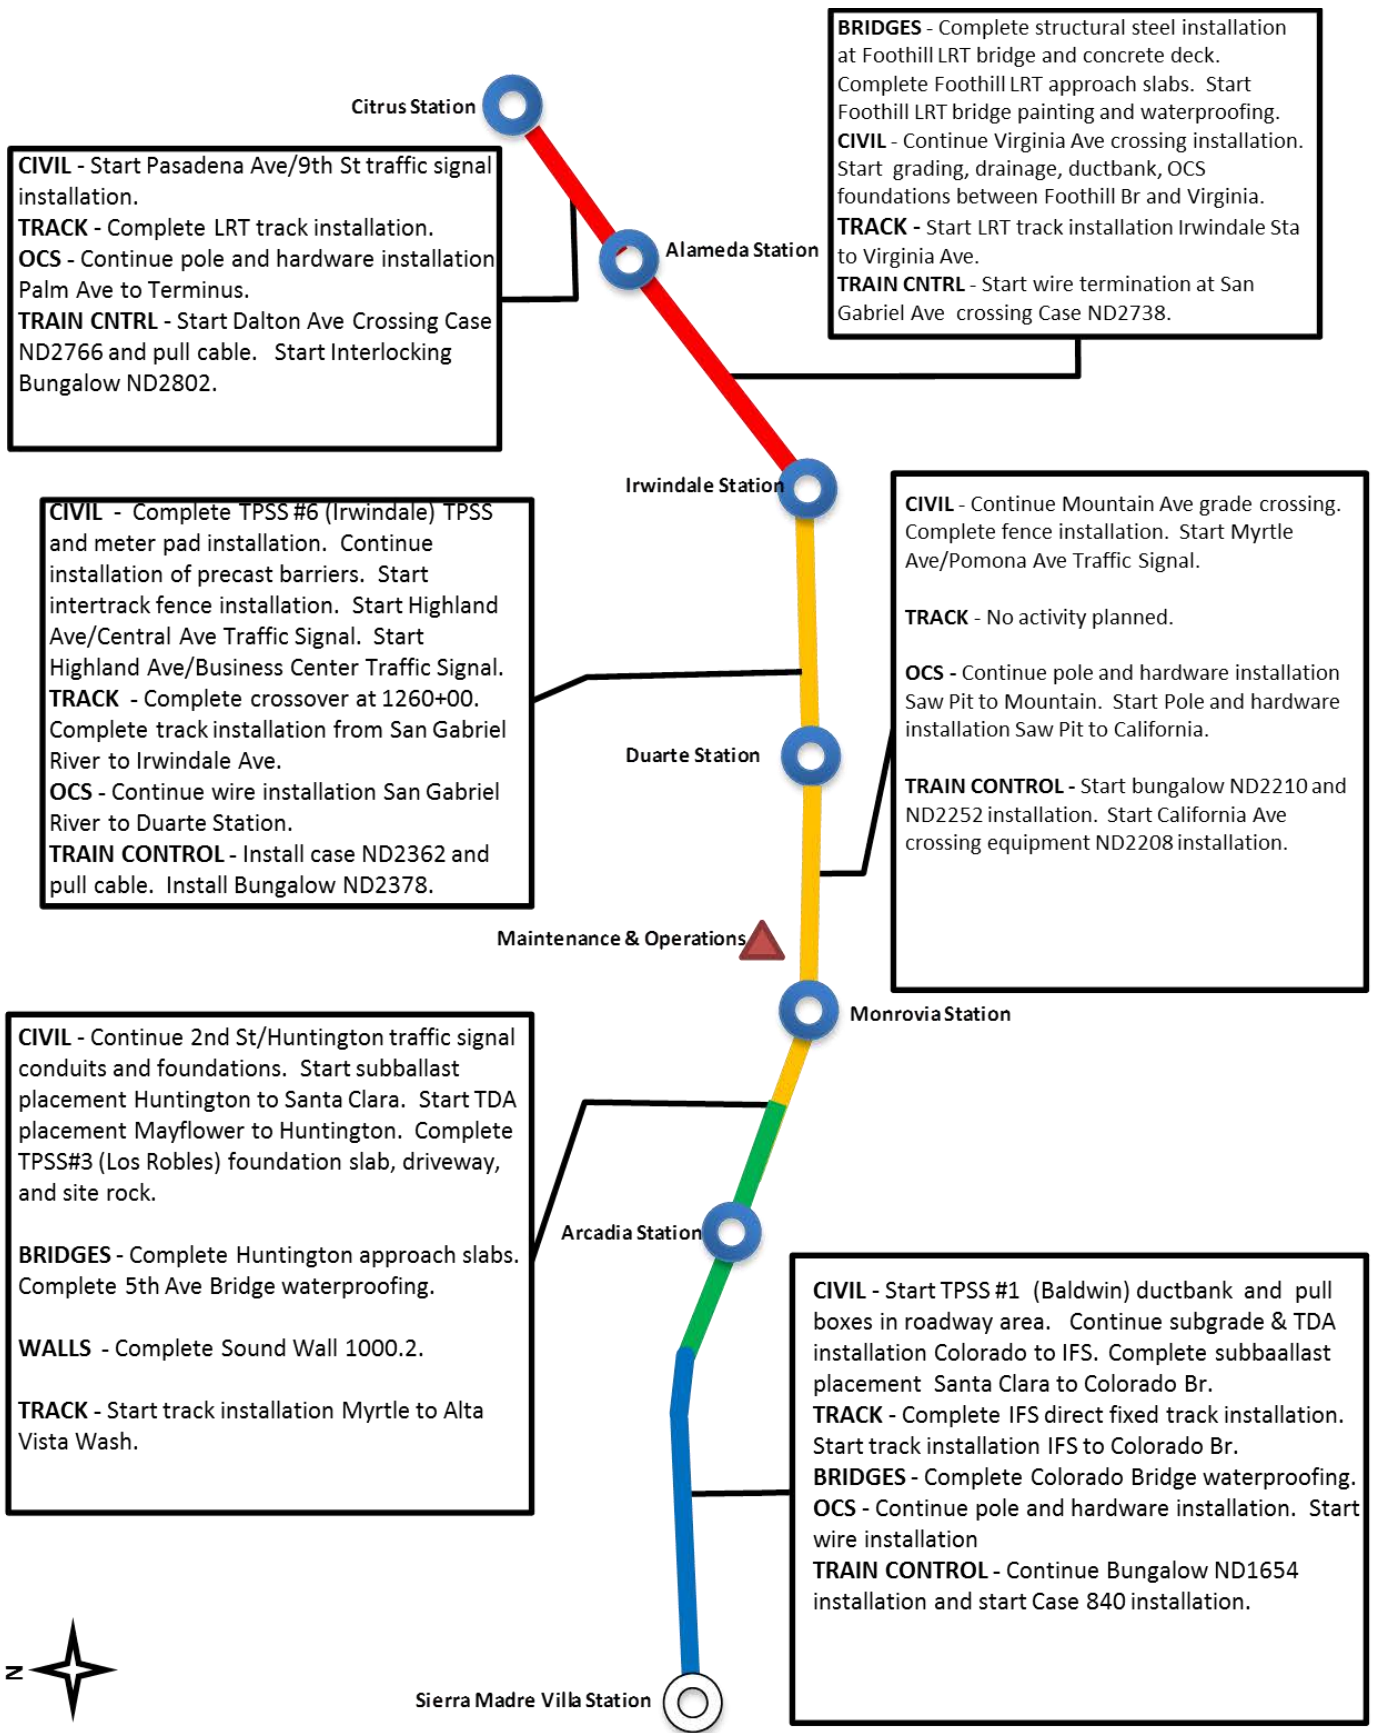 BRIDGES - Complete structural steel installation
at Foothill LRT bridge and concrete deck.
Complete Foothill LRT approach slabs. Start
Foothill LRT bridge painting and waterproofing.
CIVIL - Continue Virginia Ave crossing installation.
Start grading, drainage, ductbank, OCS
foundations between Foothill Br and Virginia.
TRACK - Start LRT track installation Irwindale Sta
to Virginia Ave.
TRAIN CNTRL - Start wire termination at San
Gabriel Ave crossing Case ND2738.
Citrus Station
CIVIL - Start Pasadena Ave/9th St traffic signal
installation.
TRACK - Complete LRT track installation.
OCS - Continue pole and hardware installation
Palm Ave to Terminus.
TRAIN CNTRL - Start Dalton Ave Crossing Case
ND2766 and pull cable. Start Interlocking
Bungalow ND2802.
Alameda Station
Irwindale Station
CIVIL - Complete TPSS #6 (Irwindale) TPSS
and meter pad installation. Continue
installation of precast barriers. Start
intertrack fence installation. Start Highland
Ave/Central Ave Traffic Signal. Start
Highland Ave/Business Center Traffic Signal.
TRACK - Complete crossover at 1260+00.
Complete track installation from San Gabriel
River to Irwindale Ave.
OCS - Continue wire installation San Gabriel
River to Duarte Station.
TRAIN CONTROL - Install case ND2362 and
pull cable. Install Bungalow ND2378.
CIVIL - Continue Mountain Ave grade crossing.
Complete fence installation. Start Myrtle
Ave/Pomona Ave Traffic Signal.
TRACK - No activity planned.
OCS - Continue pole and hardware installation
Saw Pit to Mountain. Start Pole and hardware
installation Saw Pit to California.
TRAIN CONTROL - Start bungalow ND2210 and
ND2252 installation. Start California Ave
crossing equipment ND2208 installation.
Duarte Station
Maintenance & Operations
Monrovia Station
CIVIL - Continue 2nd St/Huntington traffic signal
conduits and foundations. Start subballast
placement Huntington to Santa Clara. Start TDA
placement Mayflower to Huntington. Complete
TPSS#3 (Los Robles) foundation slab, driveway,
and site rock.
BRIDGES - Complete Huntington approach slabs.
Complete 5th Ave Bridge waterproofing.
WALLS - Complete Sound Wall 1000.2.
TRACK - Start track installation Myrtle to Alta
Vista Wash.
Arcadia Station
CIVIL - Start TPSS #1 (Baldwin) ductbank and pull
boxes in roadway area. Continue subgrade & TDA
installation Colorado to IFS. Complete subbaallast
placement Santa Clara to Colorado Br.
TRACK - Complete IFS direct fixed track installation.
Start track installation IFS to Colorado Br.
BRIDGES - Complete Colorado Bridge waterproofing.
OCS - Continue pole and hardware installation. Start
wire installation
TRAIN CONTROL - Continue Bungalow ND1654
installation and start Case 840 installation.
N
Sierra Madre Villa Station